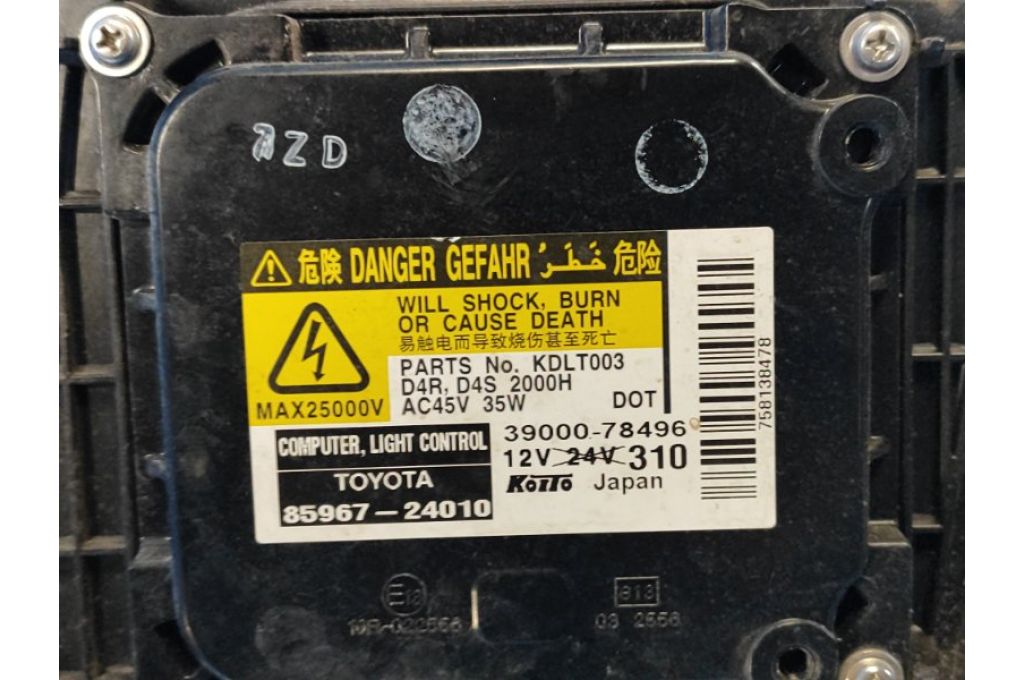 ZD
危険 DANGER GEFAHR خَطَرٌ 危险
WILL SHOCK, BURN
OR CAUSE DEATH
易触电而导致烧伤甚至死亡
MAX25000V
PARTS No. KDLT003
D4R, D4S 2000H
AC45V 35W
DOT
COMPUTER, LIGHT CONTROL
TOYOTA
85967-24010
39000-78496
12V 24V 310
KOITO Japan
758138478
E13
813
03 2556